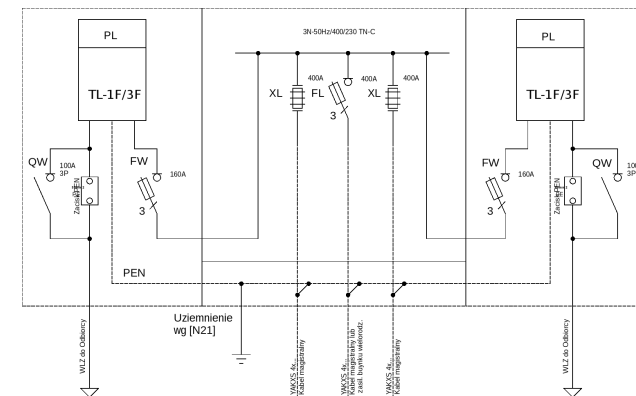 PL
TL-1F/3F
3N-50Hz/400/230 TN-C
PL
TL-1F/3F
400A
XL
400A
FL
3
400A
XL
QW
100A
3P
Zacisk PEN
FW
160A
3
FW
160A
3
Zacisk PEN
QW
3P
PEN
Uziemnienie
wg [N21]
WLZ do Odbiorcy
YAKXS 4x...
Kabel magistralny
YAKXS 4x...
Kabel magistralny lub
zasil. buynku wielorodz.
YAKXS 4x...
Kabel magistralny
WLZ do Odbiorcy